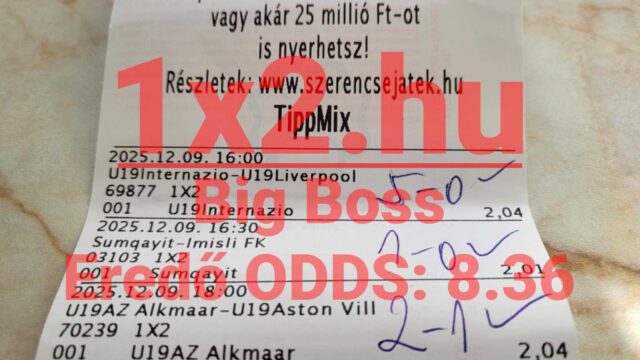 vagy akár 25 millió Ft-ot
is nyerhetsz!
Részletek: www.szerencsejatek.hu
TippMix
1x2.hu
2025.12.09. 16:00
U19Internazio-U19Liverpool
69877 1X2
5-0 ✓
Big Boss
001 U19Internazio 2,04
2025.12.09. 16:30
Sumqayit-Imisli FK
03103 1X2
1-0 ✓
Eredő ODDS: 8.36
001 Sumqayit 2,01
2025.12.09. 18:00
U19AZ Alkmaar-U19Aston Vill
70239 1X2
2-1 ✓
001 U19AZ Alkmaar 2,04